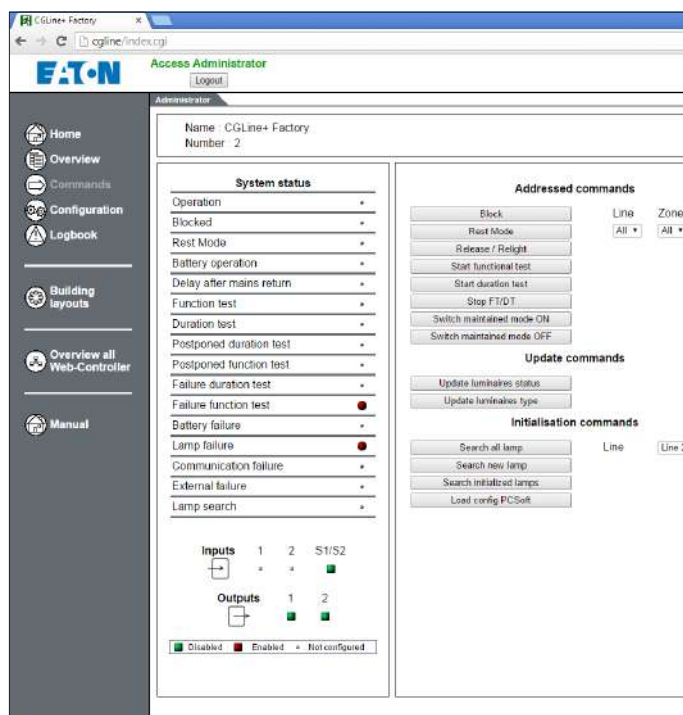 CGLine+ Factory
cgline/index.cgi
EATON
Access Administrator
Logout
Administrator
Home
Overview
Commands
Configuration
Logbook
Building
layouts
Overview all
Web-Controller
Manual
Name : CGLine+ Factory
Number : 2
System status
Operation
Blocked
Rest Mode
Battery operation
Delay after mains return
Function test
Duration test
Postponed duration test
Postponed function test
Failure duration test
Failure function test
Battery failure
Lamp failure
Communication failure
External failure
Lamp search
Inputs 1 2 S1/S2
Outputs 1 2
Disabled Enabled Not configured
Addressed commands
Block Line Zone
Rest Mode All All
Release / Relight
Start functional test
Start duration test
Stop FT/DT
Switch maintained mode ON
Switch maintained mode OFF
Update commands
Update luminaires status
Update luminaires type
Initialisation commands
Search all lamp Line Line 2
Search new lamp
Search initialized lamps
Load config PCSoft